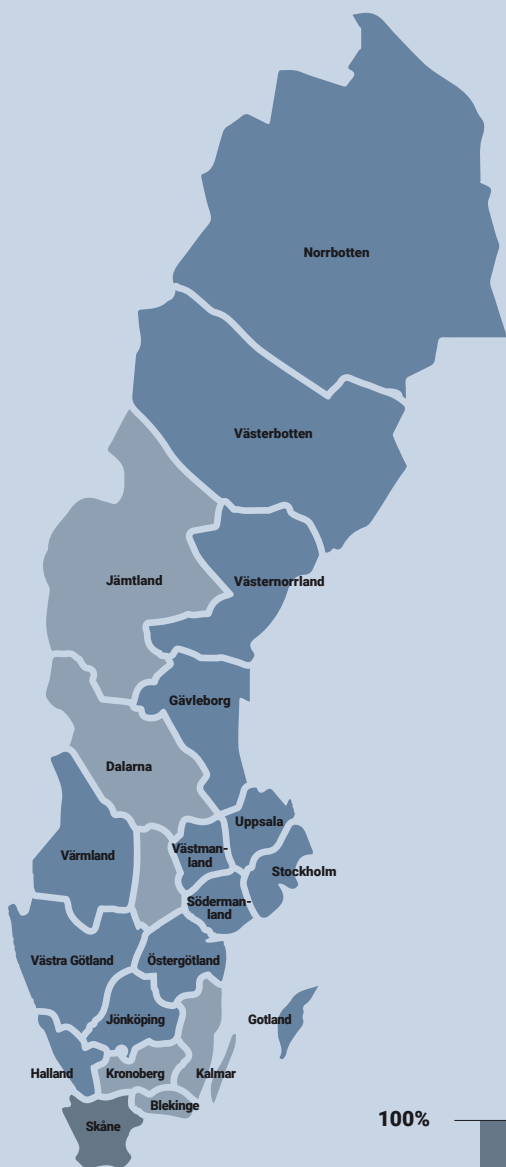 Norrbotten
Västerbotten
Jämtland
Västernorrland
Gävleborg
Dalarna
Uppsala
Värmland
Västman-
land
Stockholm
Söderman-
land
Västra Götland
Östergötland
Jönköping
Gotland
Halland
Kronoberg
Kalmar
Blekinge
Skåne
100%